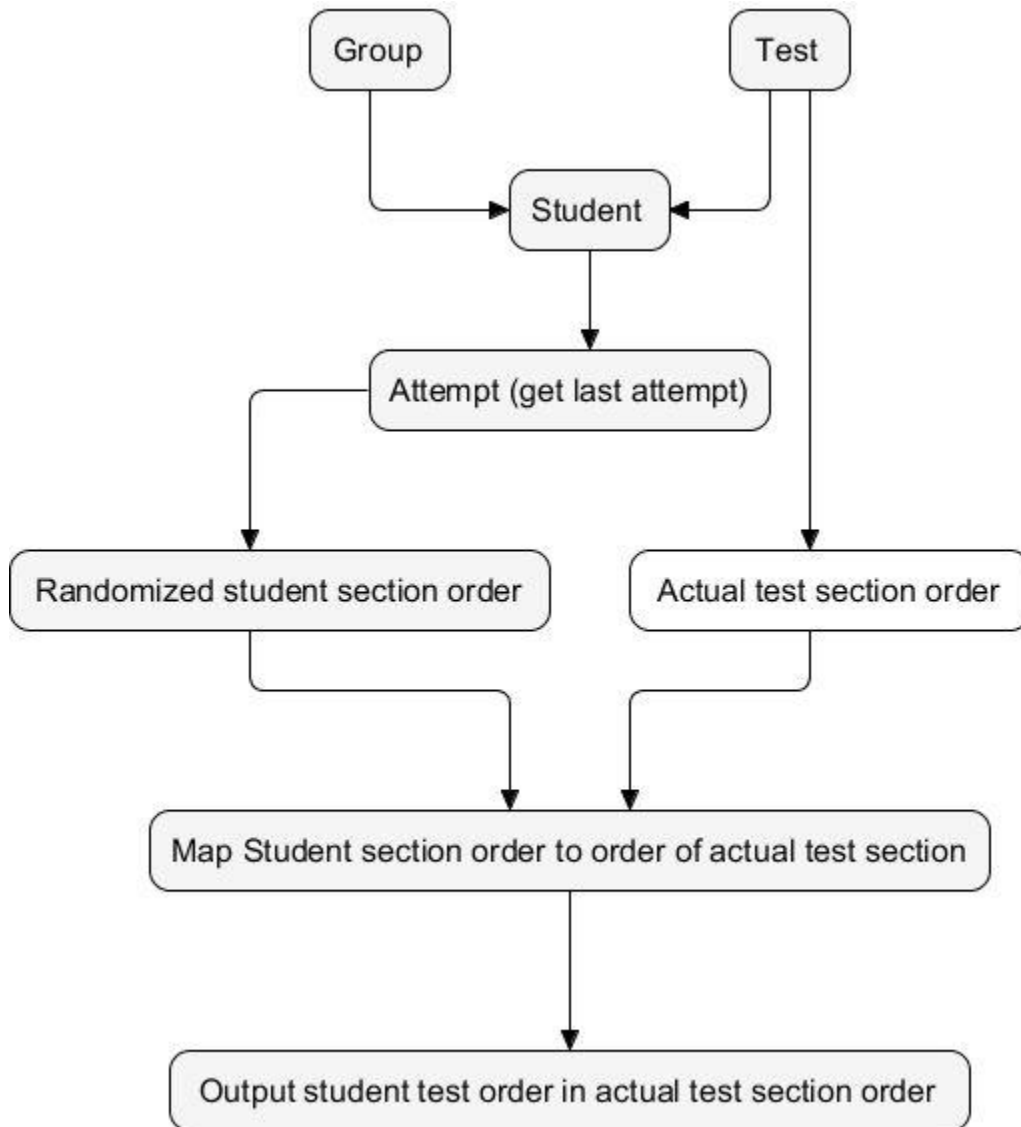 Group
Test
Student
Attempt (get last attempt)
Randomized student section order
Actual test section order
Map Student section order to order of actual test section
Output student test order in actual test section order